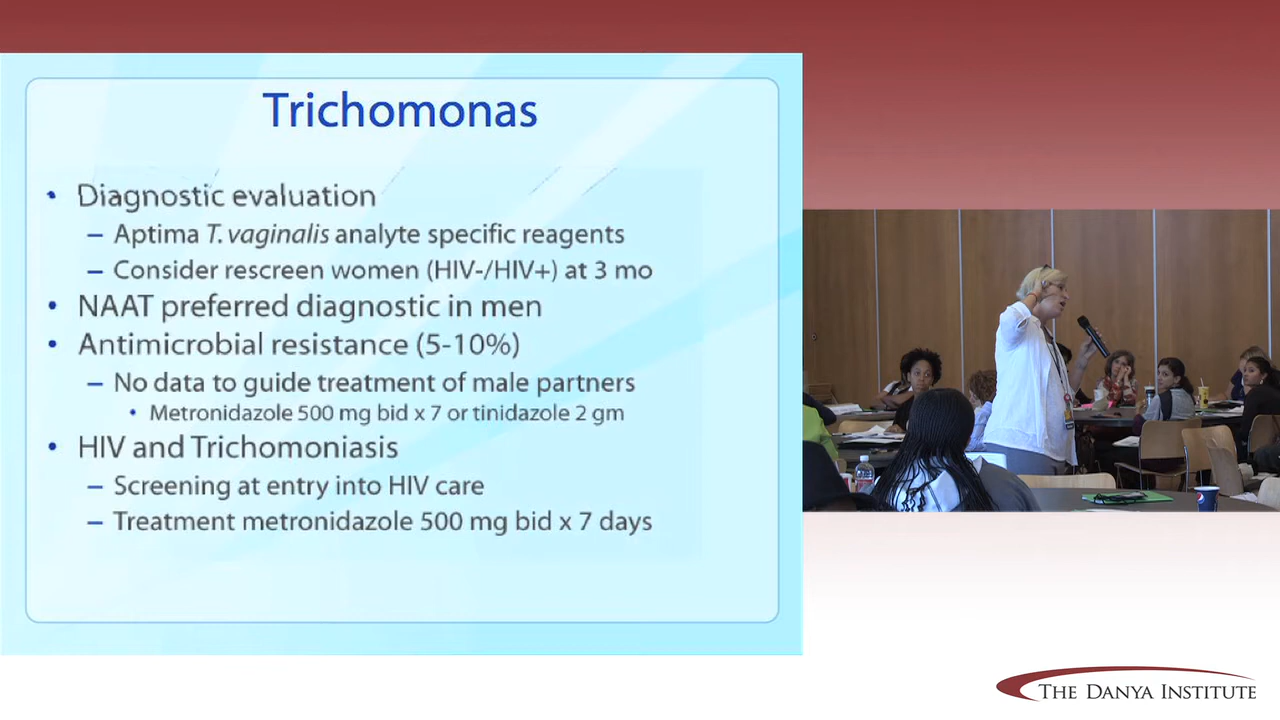 Trichomonas
• Diagnostic evaluation
– Aptima T. vaginalis analyte specific reagents
– Consider rescreen women (HIV-/HIV+) at 3 mo
• NAAT preferred diagnostic in men
• Antimicrobial resistance (5-10%)
– No data to guide treatment of male partners
• Metronidazole 500 mg bid x 7 or tinidazole 2 gm
• HIV and Trichomoniasis
– Screening at entry into HIV care
– Treatment metronidazole 500 mg bid x 7 days
THE DANYA INSTITUTE